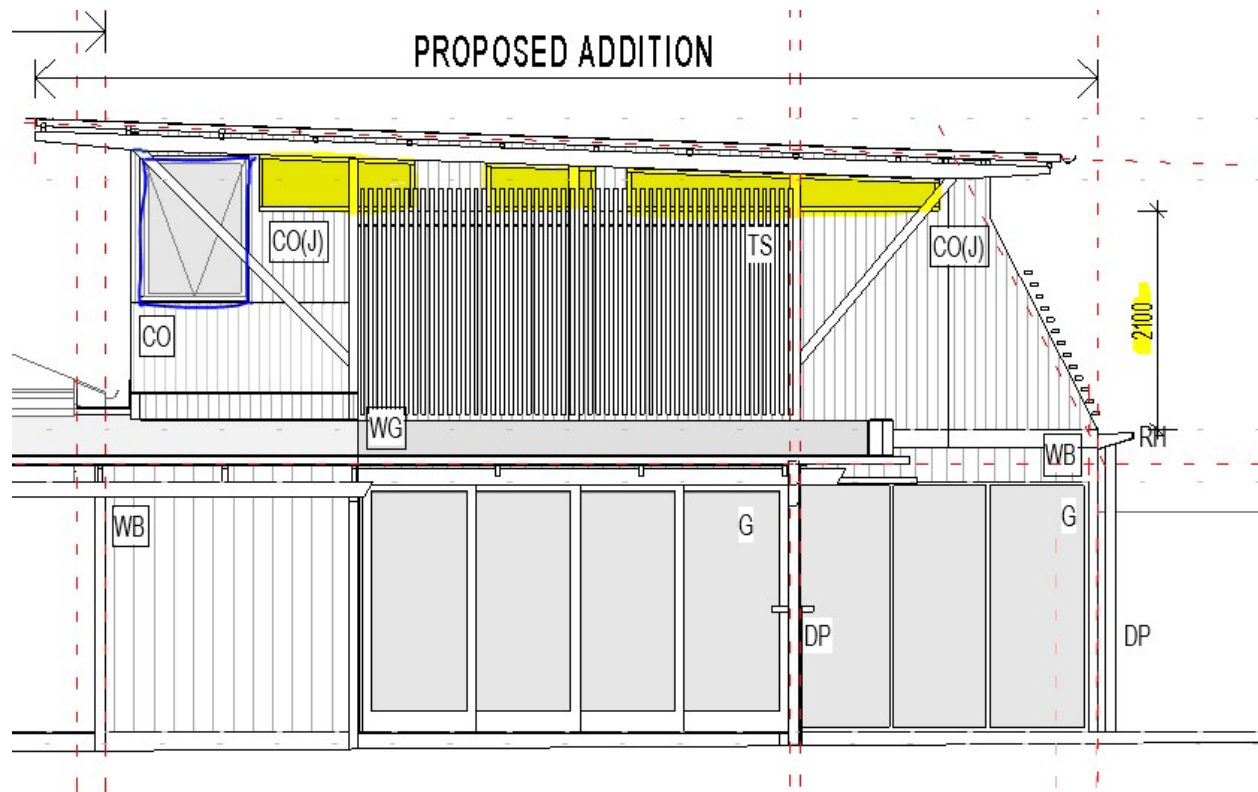 PROPOSED ADDITION
CO(J)
TS
CO(J)
2100
CO
WG
RH
WB
WB
G
G
DP
DP